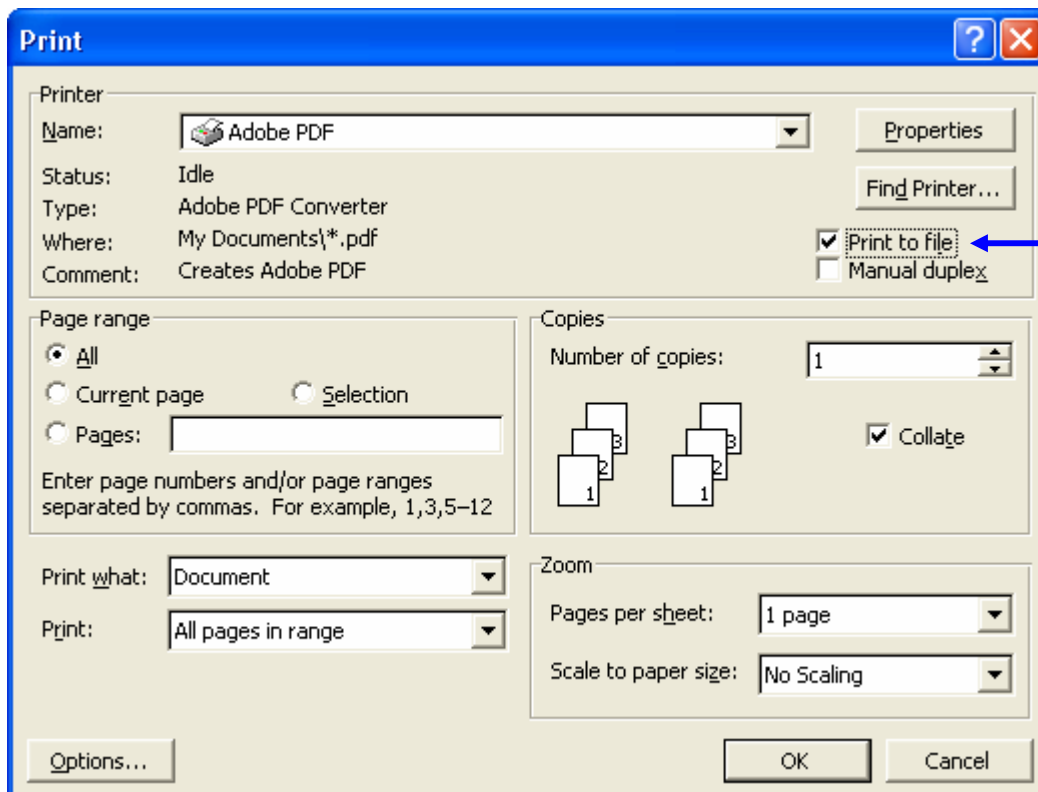 Print
Printer
Name: Adobe PDF Properties
Status: Idle Find Printer...
Type: Adobe PDF Converter
Where: My Documents\*.pdf Print to file
Comment: Creates Adobe PDF Manual duplex
Page range
All
Current page Selection
Pages:
Enter page numbers and/or page ranges
separated by commas. For example, 1,3,5–12
Copies
Number of copies: 1
3 3
2 2
1 1
Collate
Print what: Document
Print: All pages in range
Zoom
Pages per sheet: 1 page
Scale to paper size: No Scaling
Options... OK Cancel